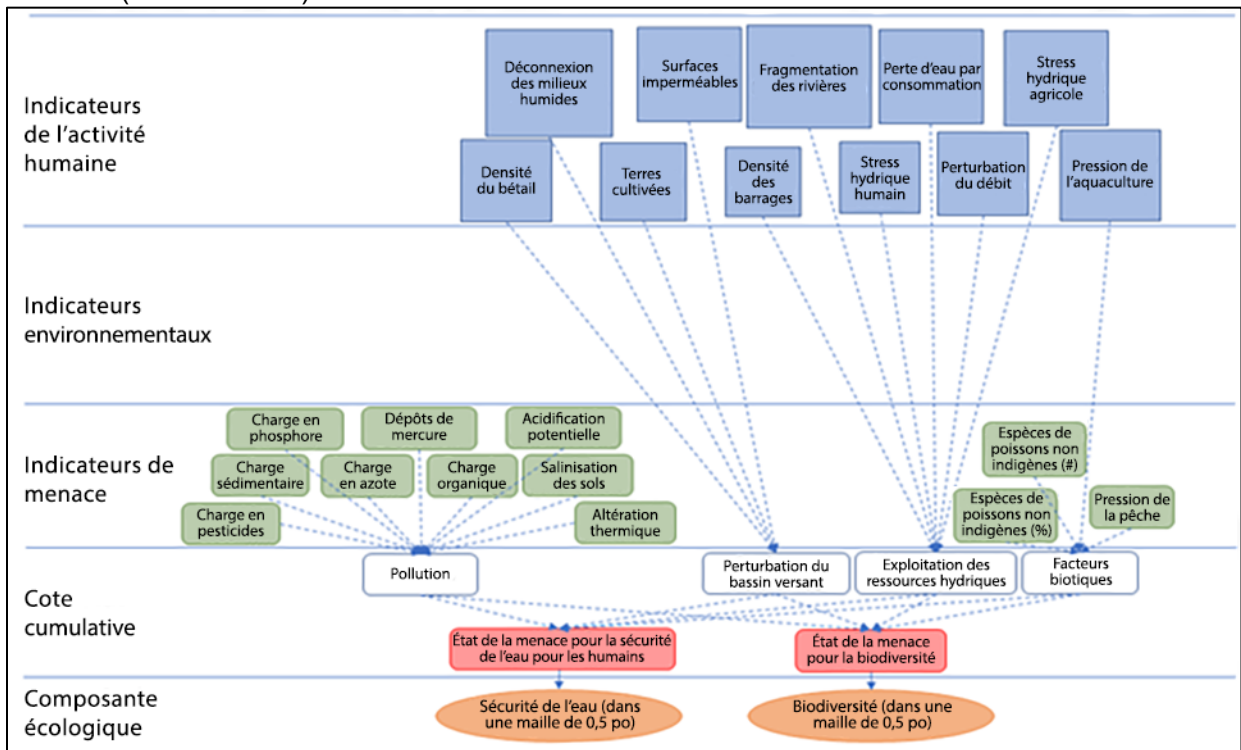 Déconnexion
des milieux
humides
Surfaces
imperméables
Fragmentation
des rivières
Perte d'eau par
consommation
Stress
hydrique
agricole
Indicateurs
de l'activité
humaine
Densité
du bétail
Terres
cultivées
Densité
des
barrages
Stress
hydrique
humain
Perturbation
du débit
Pression de
l'aquaculture
Indicateurs
environnementaux
Indicateurs de
menace
Charge en
phosphore
Dépôts de
mercure
Acidification
potentielle
Espèces de
poissons non
indigènes (#)
Charge
sédimentaire
Charge
en azote
Charge
organique
Salinisation
des sols
Charge en
pesticides
Altération
thermique
Espèces de
poissons non
indigènes (%)
Pression de
la pêche
Cote
cumulative
Pollution
Perturbation du
bassin versant
Exploitation des
ressources hydriques
Facteurs
biotiques
État de la menace pour la sécurité
de l'eau pour les humains
État de la menace
pour la biodiversité
Composante
écologique
Sécurité de l'eau (dans
une maille de 0,5 po)
Biodiversité (dans une
maille de 0,5 po)